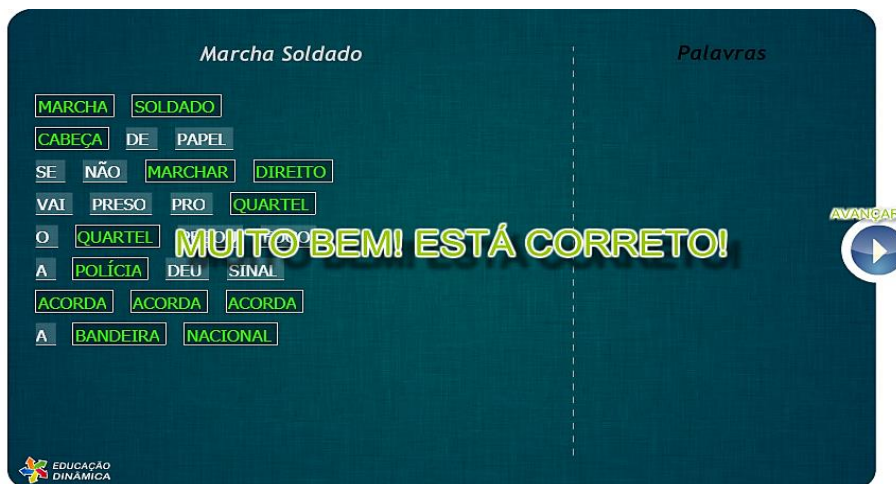 Marcha Soldado
Palavras
MARCHA SOLDADO
CABEÇA DE PAPEL
SE NÃO MARCHAR DIREITO
VAI PRESO PRO QUARTEL
O QUARTEL
MUITO BEM! ESTÁ CORRETO!
A POLÍCIA DEU SINAL
ACORDA ACORDA ACORDA
A BANDEIRA NACIONAL
AVANÇAR
EDUCAÇÃO
DINÂMICA